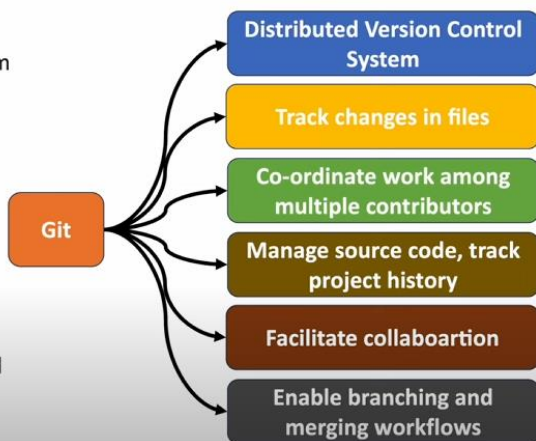 Distributed Version Control
System
Track changes in files
Co-ordinate work among
multiple contributors
Git
Manage source code, track
project history
Facilitate collaboartion
Enable branching and
merging workflows